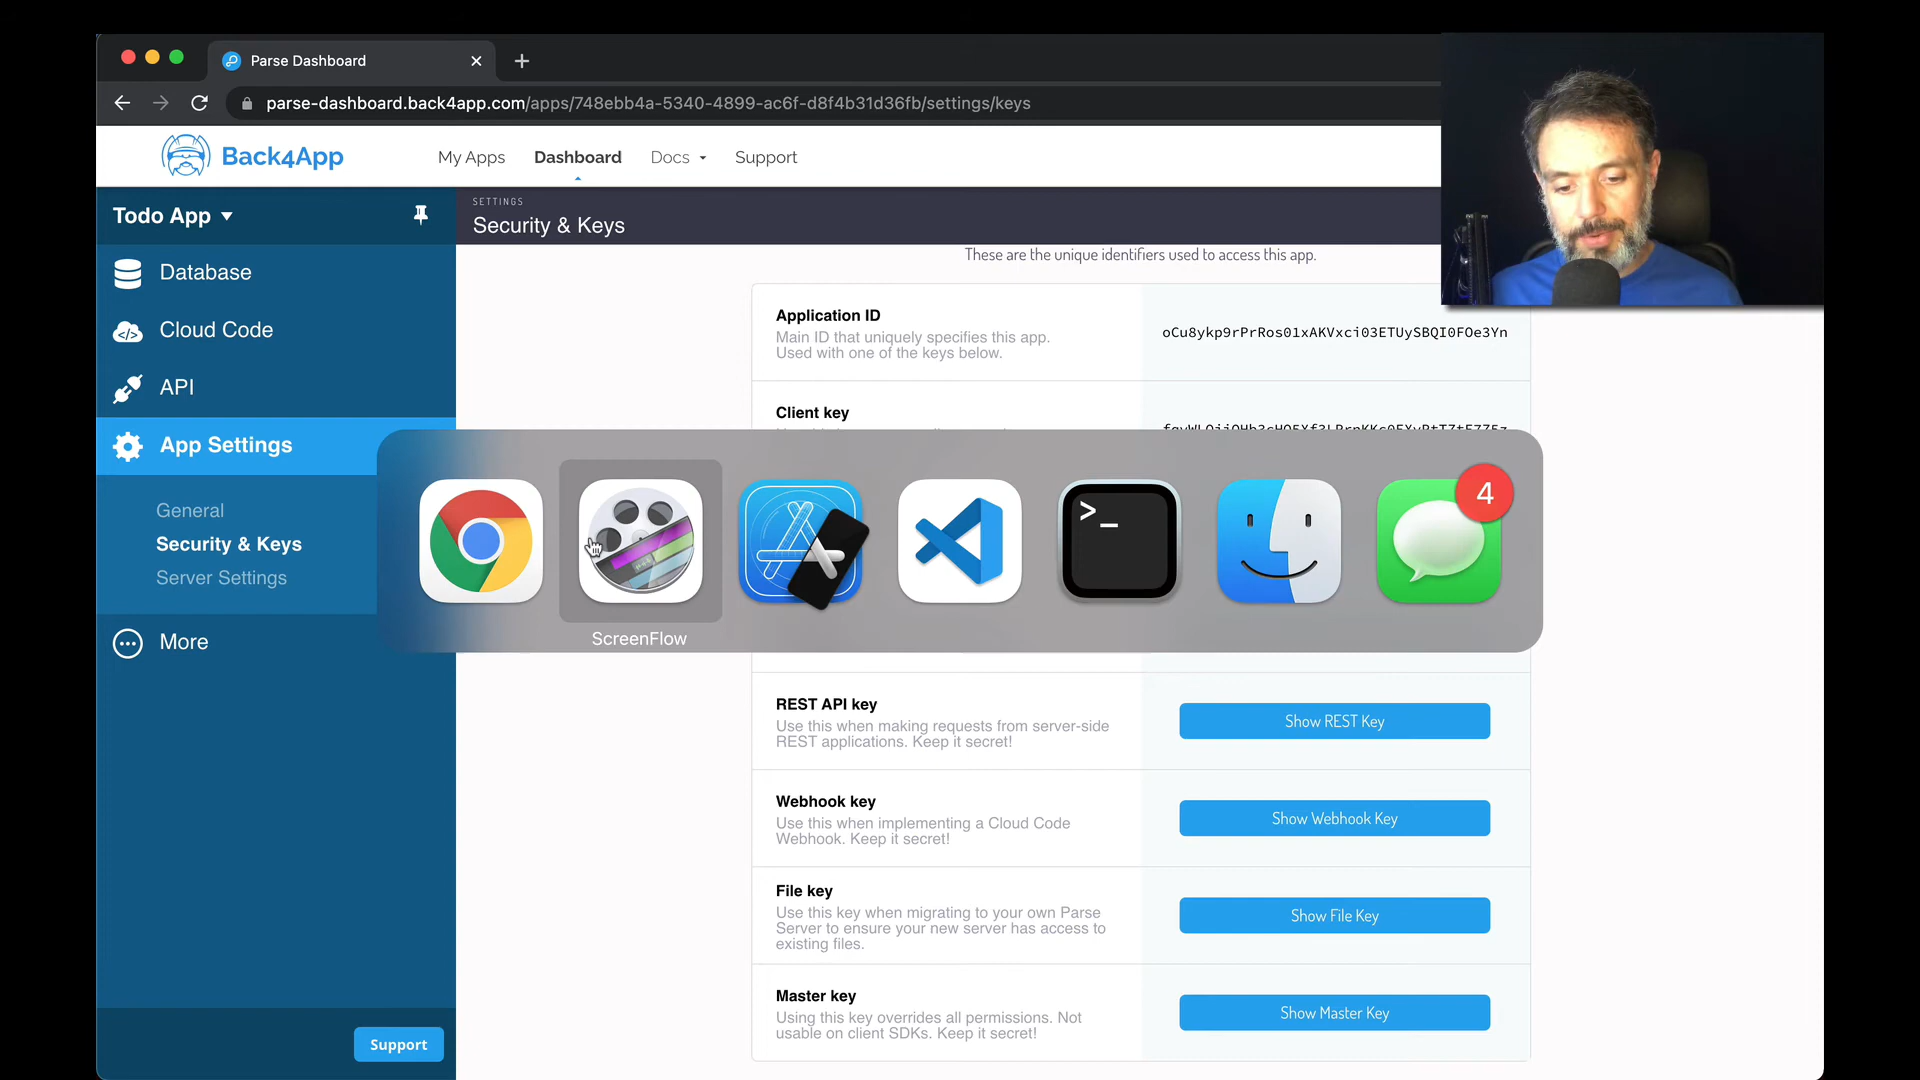 Parse Dashboard
parse-dashboard.back4app.com/apps/748ebb4a-5340-4899-ac6f-d8f4b31d36fb/settings/keys
Back4App
My Apps
Dashboard
Docs
Support
Todo App
Database
Cloud Code
API
App Settings
General
Security & Keys
Server Settings
More
Support
SETTINGS
Security & Keys
These are the unique identifiers used to access this app.
Application ID
Main ID that uniquely specifies this app.
Used with one of the keys below.
oCu8ykp9rPrRos01xAKVxci03ETUySBQI0FOe3Yn
Client key
>_
4
ScreenFlow
REST API key
Use this when making requests from server-side
REST applications. Keep it secret!
Show REST Key
Webhook key
Use this when implementing a Cloud Code
Webhook. Keep it secret!
Show Webhook Key
File key
Use this key when migrating to your own Parse
Server to ensure your new server has access to
existing files.
Show File Key
Master key
Using this key overrides all permissions. Not
usable on client SDKs. Keep it secret!
Show Master Key